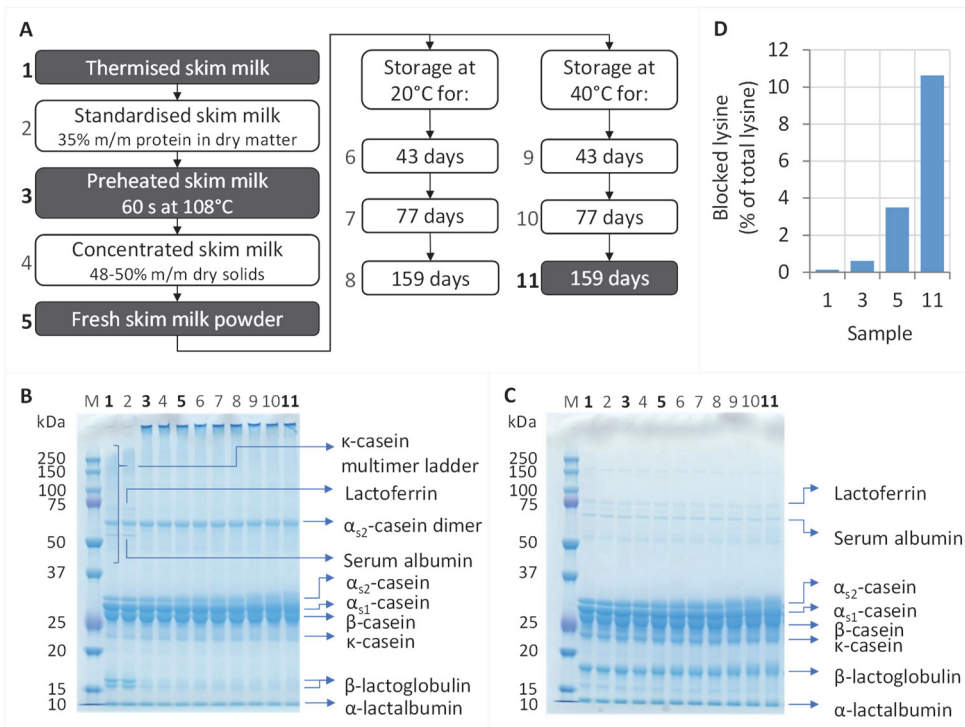 A
1 Thermised skim milk
2 Standardised skim milk
35% m/m protein in dry matter
3 Preheated skim milk
60 s at 108°C
4 Concentrated skim milk
48-50% m/m dry solids
5 Fresh skim milk powder
Storage at
20°C for:
6 43 days
7 77 days
8 159 days
Storage at
40°C for:
9 43 days
10 77 days
11 159 days
D
Blocked lysine
(% of total lysine)
12
10
8
6
4
2
0
1 3 5 11
Sample
B
M 1 2 3 4 5 6 7 8 9 10 11
kDa
250
150
100
75
50
37
25
20
15
10
κ-casein
multimer ladder
Lactoferrin
αs2-casein dimer
Serum albumin
αs2-casein
αs1-casein
β-casein
κ-casein
β-lactoglobulin
α-lactalbumin
C
M 1 2 3 4 5 6 7 8 9 10 11
kDa
250
150
100
75
50
37
25
20
15
10
Lactoferrin
Serum albumin
αs2-casein
αs1-casein
β-casein
κ-casein
β-lactoglobulin
α-lactalbumin